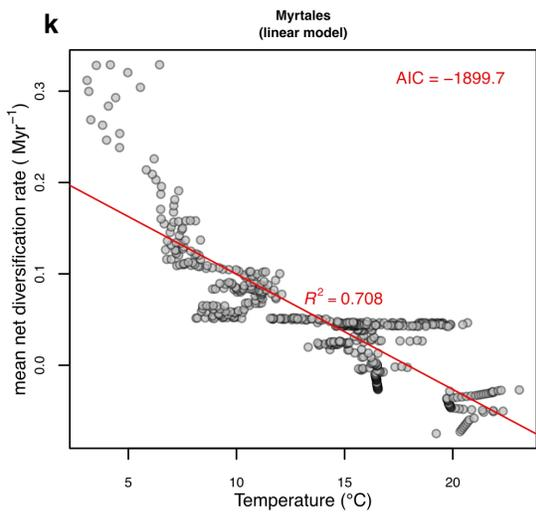 k
Myrtales
(linear model)
AIC = −1899.7
R² = 0.708
mean net diversification rate ( Myr⁻¹)
0.3
0.2
0.1
0.0
5 10 15 20
Temperature (°C)